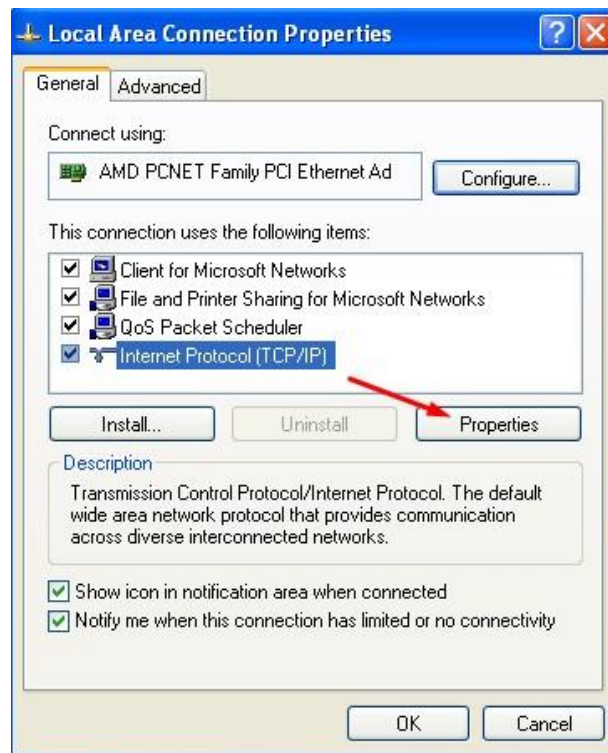 Local Area Connection Properties
General Advanced
Connect using:
AMD PCNET Family PCI Ethernet Ad Configure...
This connection uses the following items:
Client for Microsoft Networks
File and Printer Sharing for Microsoft Networks
QoS Packet Scheduler
Internet Protocol (TCP/IP)
Install... Uninstall Properties
Description
Transmission Control Protocol/Internet Protocol. The default
wide area network protocol that provides communication
across diverse interconnected networks.
Show icon in notification area when connected
Notify me when this connection has limited or no connectivity
OK Cancel